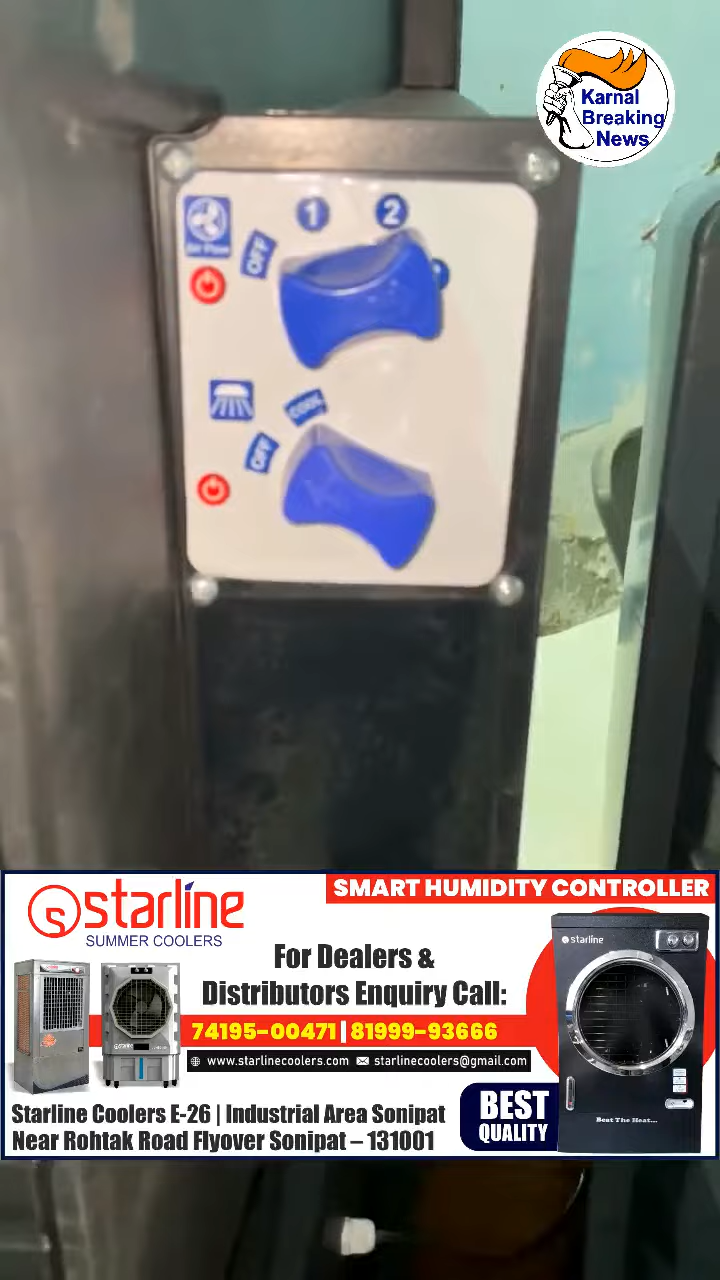 Karnal
Breaking
News
1 2
OFF
Air Flow
COOL
OFF
starline
SUMMER COOLERS
SMART HUMIDITY CONTROLLER
For Dealers &
Distributors Enquiry Call:
74195-00471 | 81999-93666
www.starlinecoolers.com starlinecoolers@gmail.com
Starline Coolers E-26 | Industrial Area Sonipat
Near Rohtak Road Flyover Sonipat – 131001
BEST
QUALITY
starline
Beat The Heat...